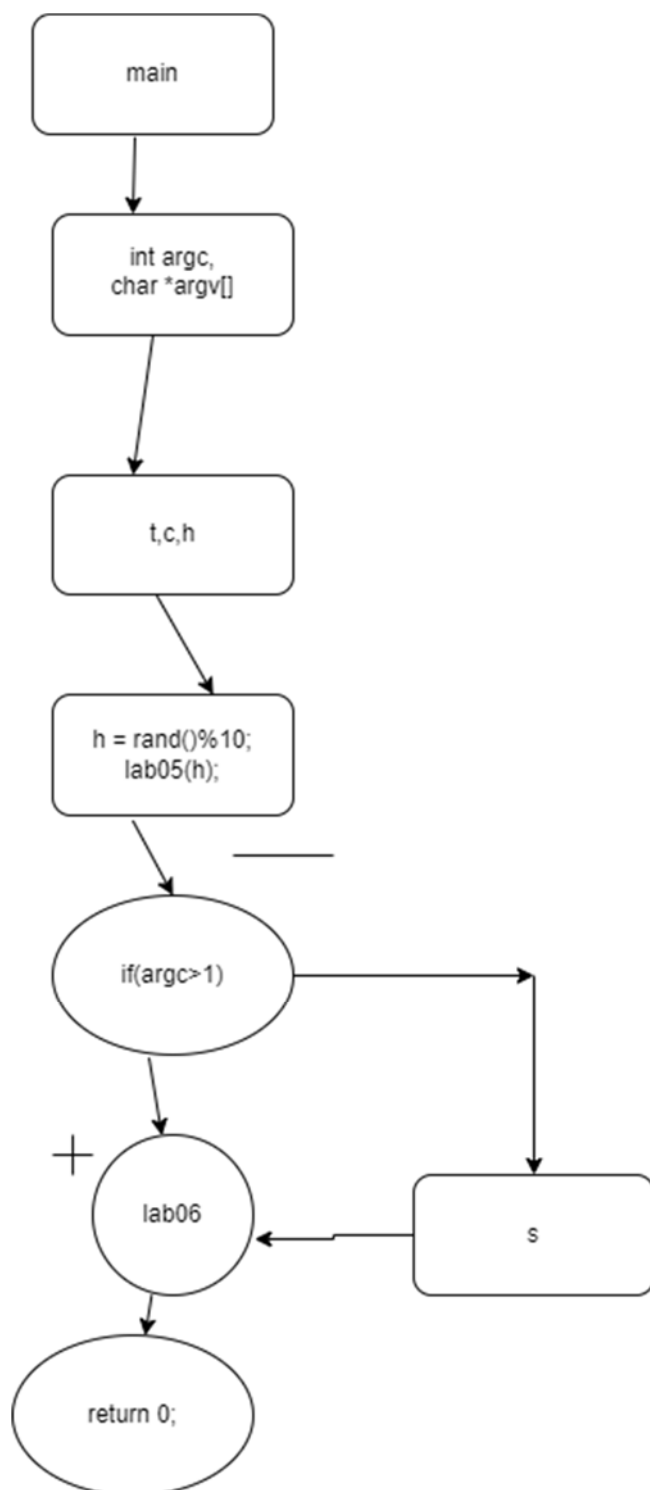 main
int argc,
char *argv[]
t,c,h
h = rand()%10;
lab05(h);
if(argc>1)
lab06
s
return 0;